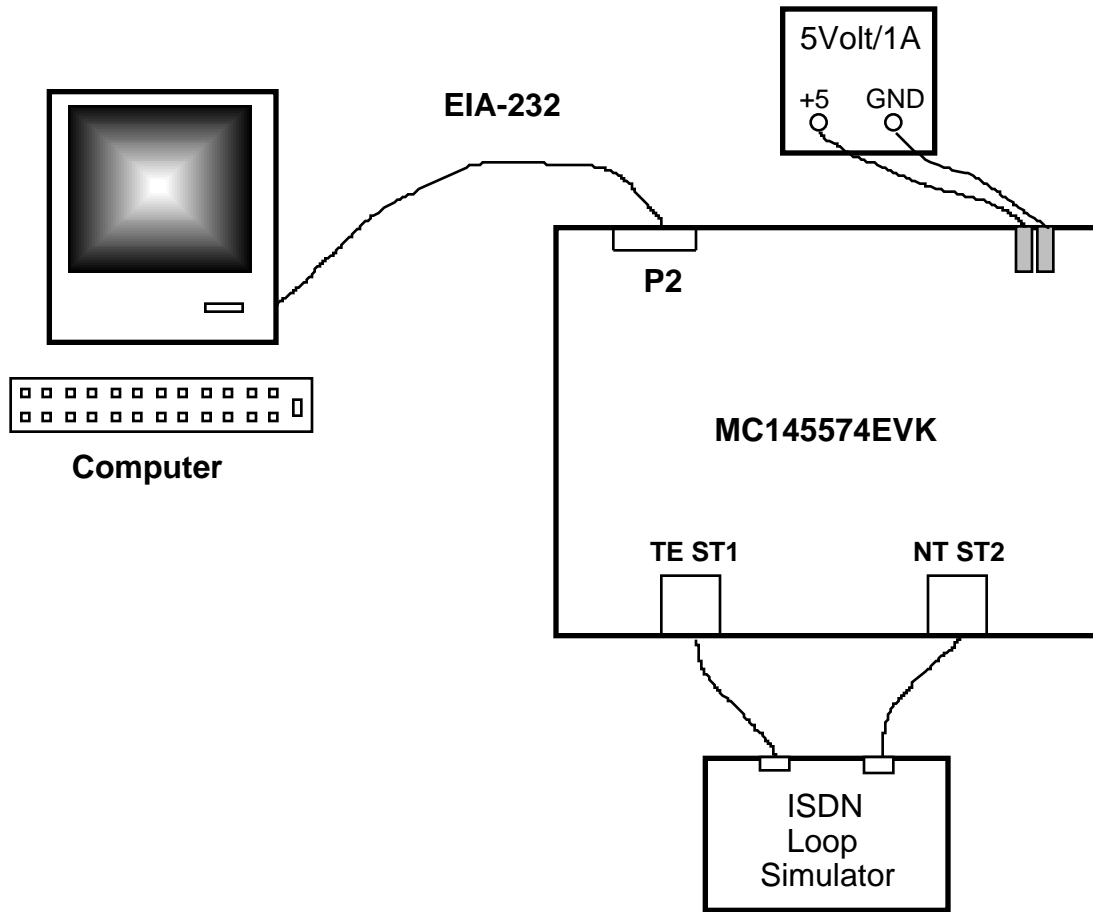 5Volt/1A
+5 GND
EIA-232
P2
MC145574EVK
Computer
TE ST1
NT ST2
ISDN
Loop
Simulator